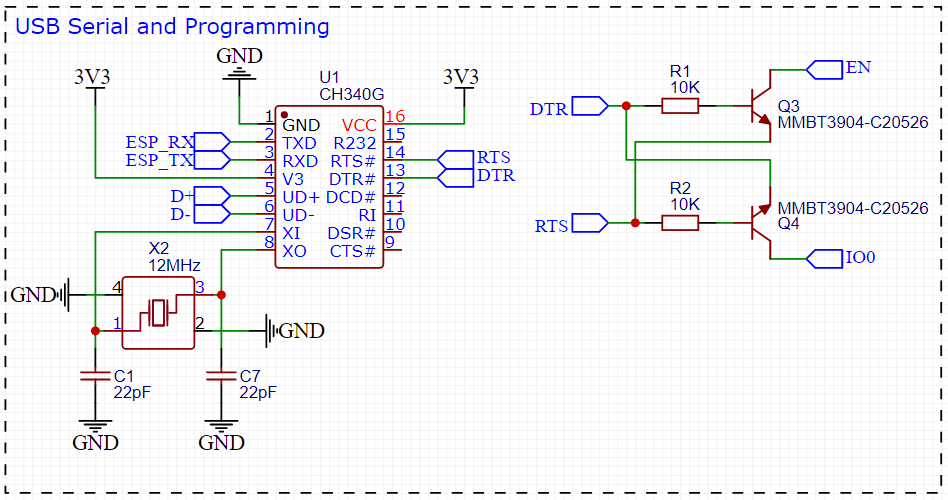 USB Serial and Programming
GND
3V3
U1
CH340G
3V3
1 GND VCC 16
ESP_RX 2 TXD R232 15
ESP_TX 3 RXD RTS# 14 RTS
4 V3 DTR# 13 DTR
D+ 5 UD+ DCD# 12
D- 6 UD- RI 11
7 XI DSR# 10
8 XO CTS# 9
X2
12MHz
GND 4 3
1 2 GND
C1
22pF
C7
22pF
GND
GND
R1
10K
DTR
EN
Q3
MMBT3904-C20526
R2
10K
RTS
MMBT3904-C20526
Q4
IO0